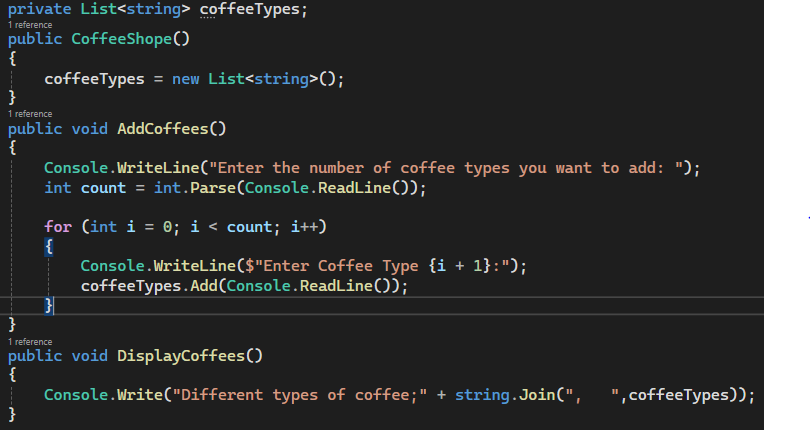 private List<string> coffeeTypes;
1 reference
public CoffeeShope()
{
    coffeeTypes = new List<string>();
}
1 reference
public void AddCoffees()
{
    Console.WriteLine("Enter the number of coffee types you want to add: ");
    int count = int.Parse(Console.ReadLine());

    for (int i = 0; i < count; i++)
    {
        Console.WriteLine($"Enter Coffee Type {i + 1}:");
        coffeeTypes.Add(Console.ReadLine());
    }
}
1 reference
public void DisplayCoffees()
{
    Console.Write("Different types of coffee;" + string.Join(",   ",coffeeTypes));
}